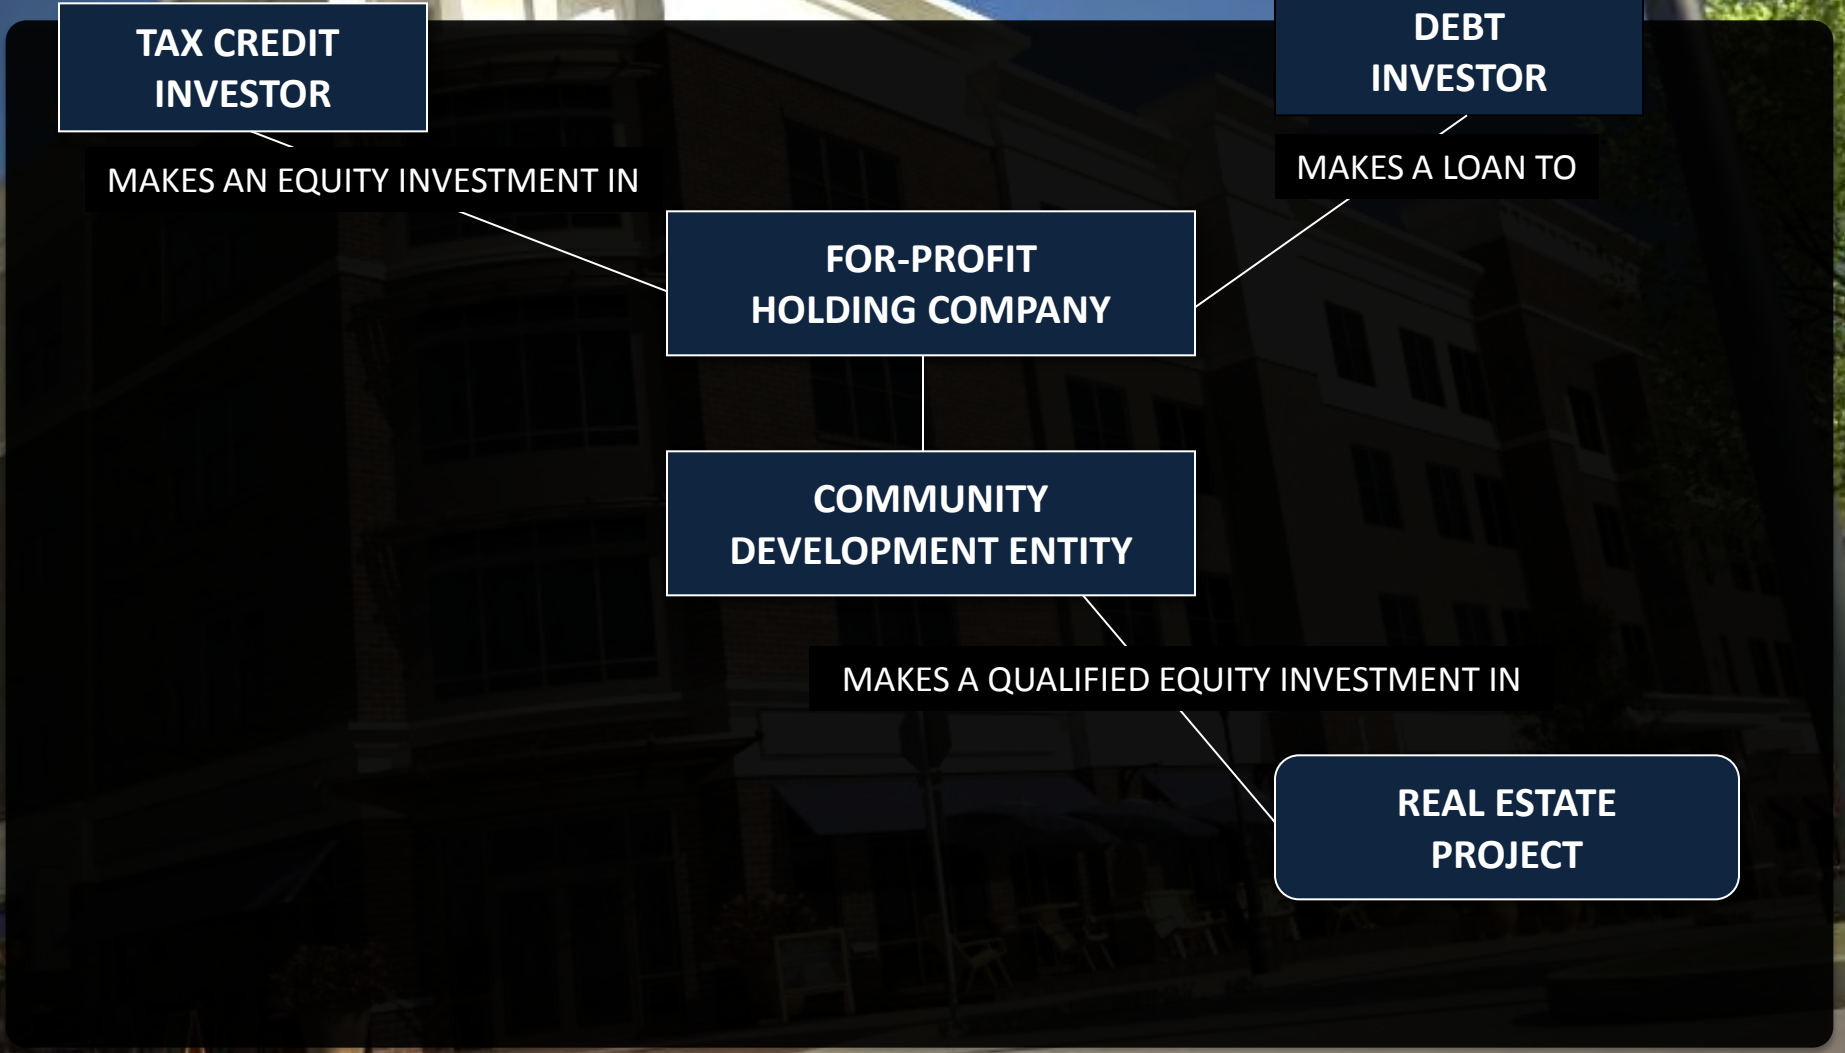 TAX CREDIT
INVESTOR
DEBT
INVESTOR
MAKES AN EQUITY INVESTMENT IN
MAKES A LOAN TO
FOR-PROFIT
HOLDING COMPANY
COMMUNITY
DEVELOPMENT ENTITY
MAKES A QUALIFIED EQUITY INVESTMENT IN
REAL ESTATE
PROJECT